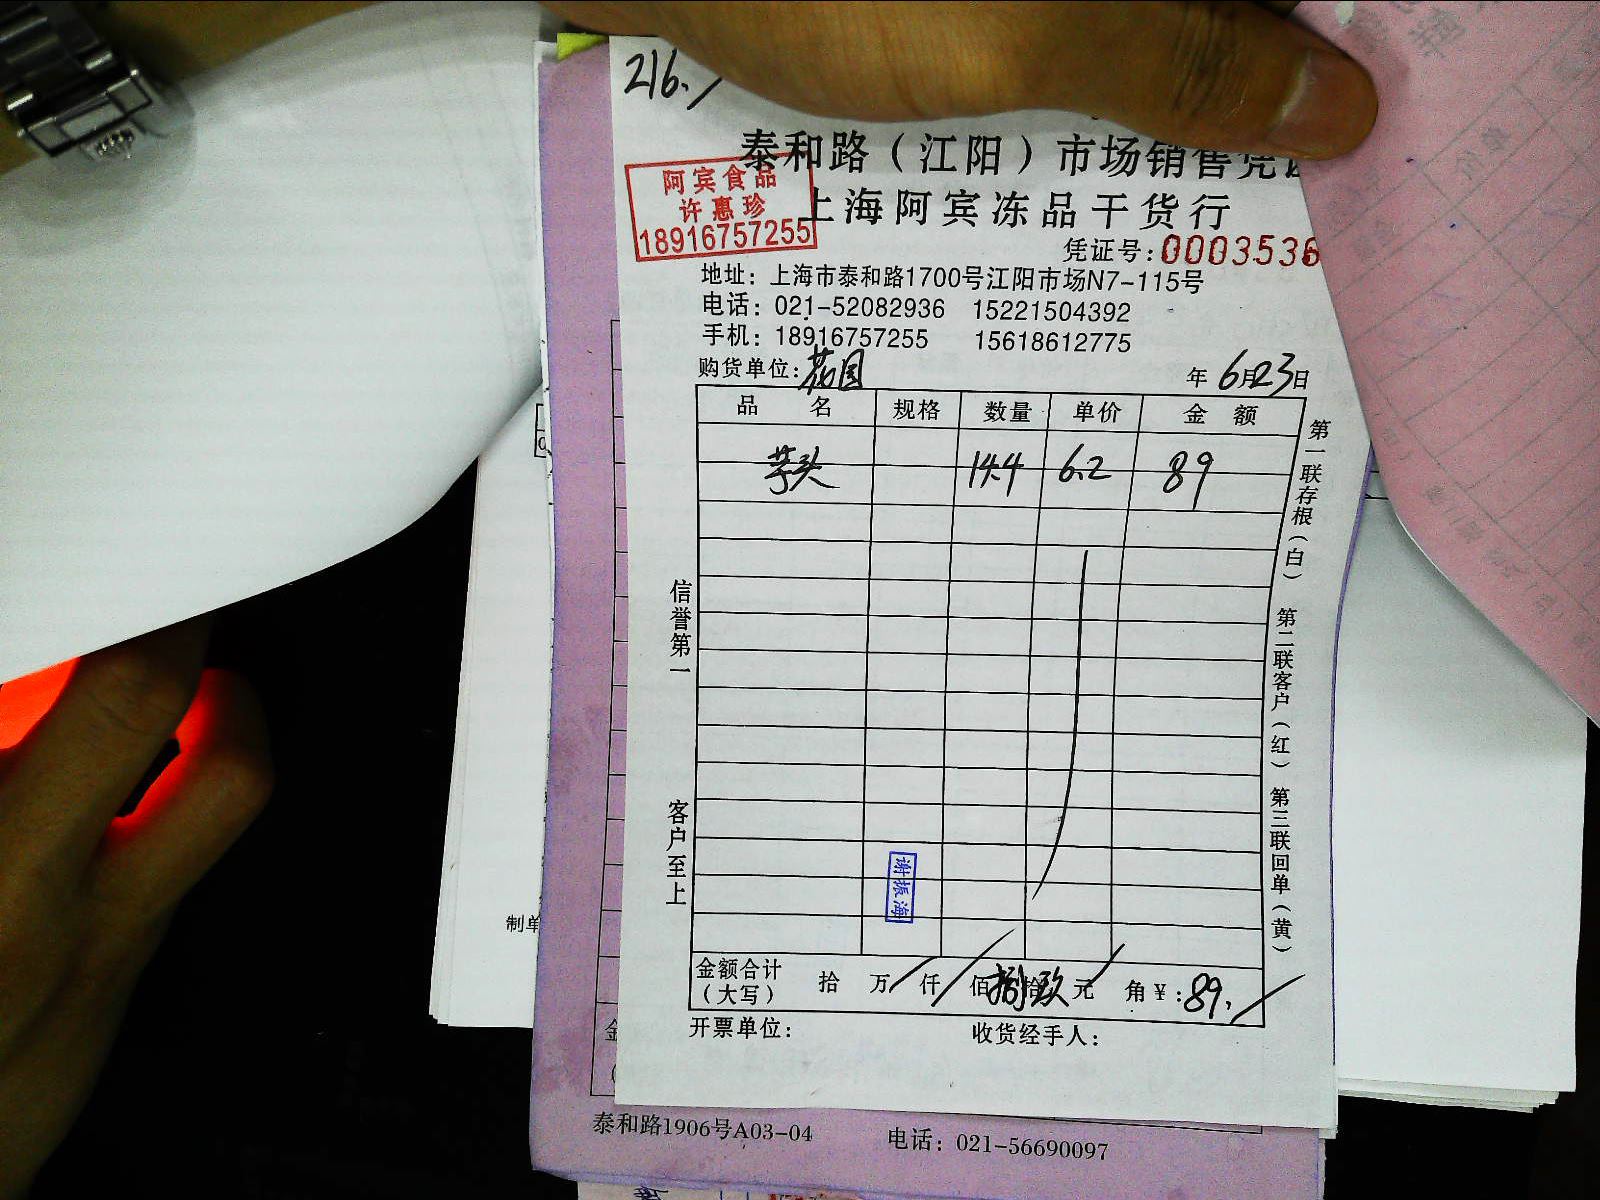 216./
泰和路（江阳）市场销售凭
阿宾食品
许惠珍
18916757255
上海阿宾冻品干货行
凭证号:0003536
地址：上海市泰和路1700号江阳市场N7-115号
电话：021-52082936 15221504392
手机：18916757255 15618612775
购货单位:花园 年6月23日
品名 规格 数量 单价 金额
芋头 14.4 6.2 89
第一联存根（白） 第二联客户（红） 第三联回单（黄）
信誉第一
客户至上
谢振海
金额合计（大写） 拾 万 仟 佰 捌拾玖元 角 ¥:89.
开票单位： 收货经手人：
制单
泰和路1906号A03-04 电话：021-56690097